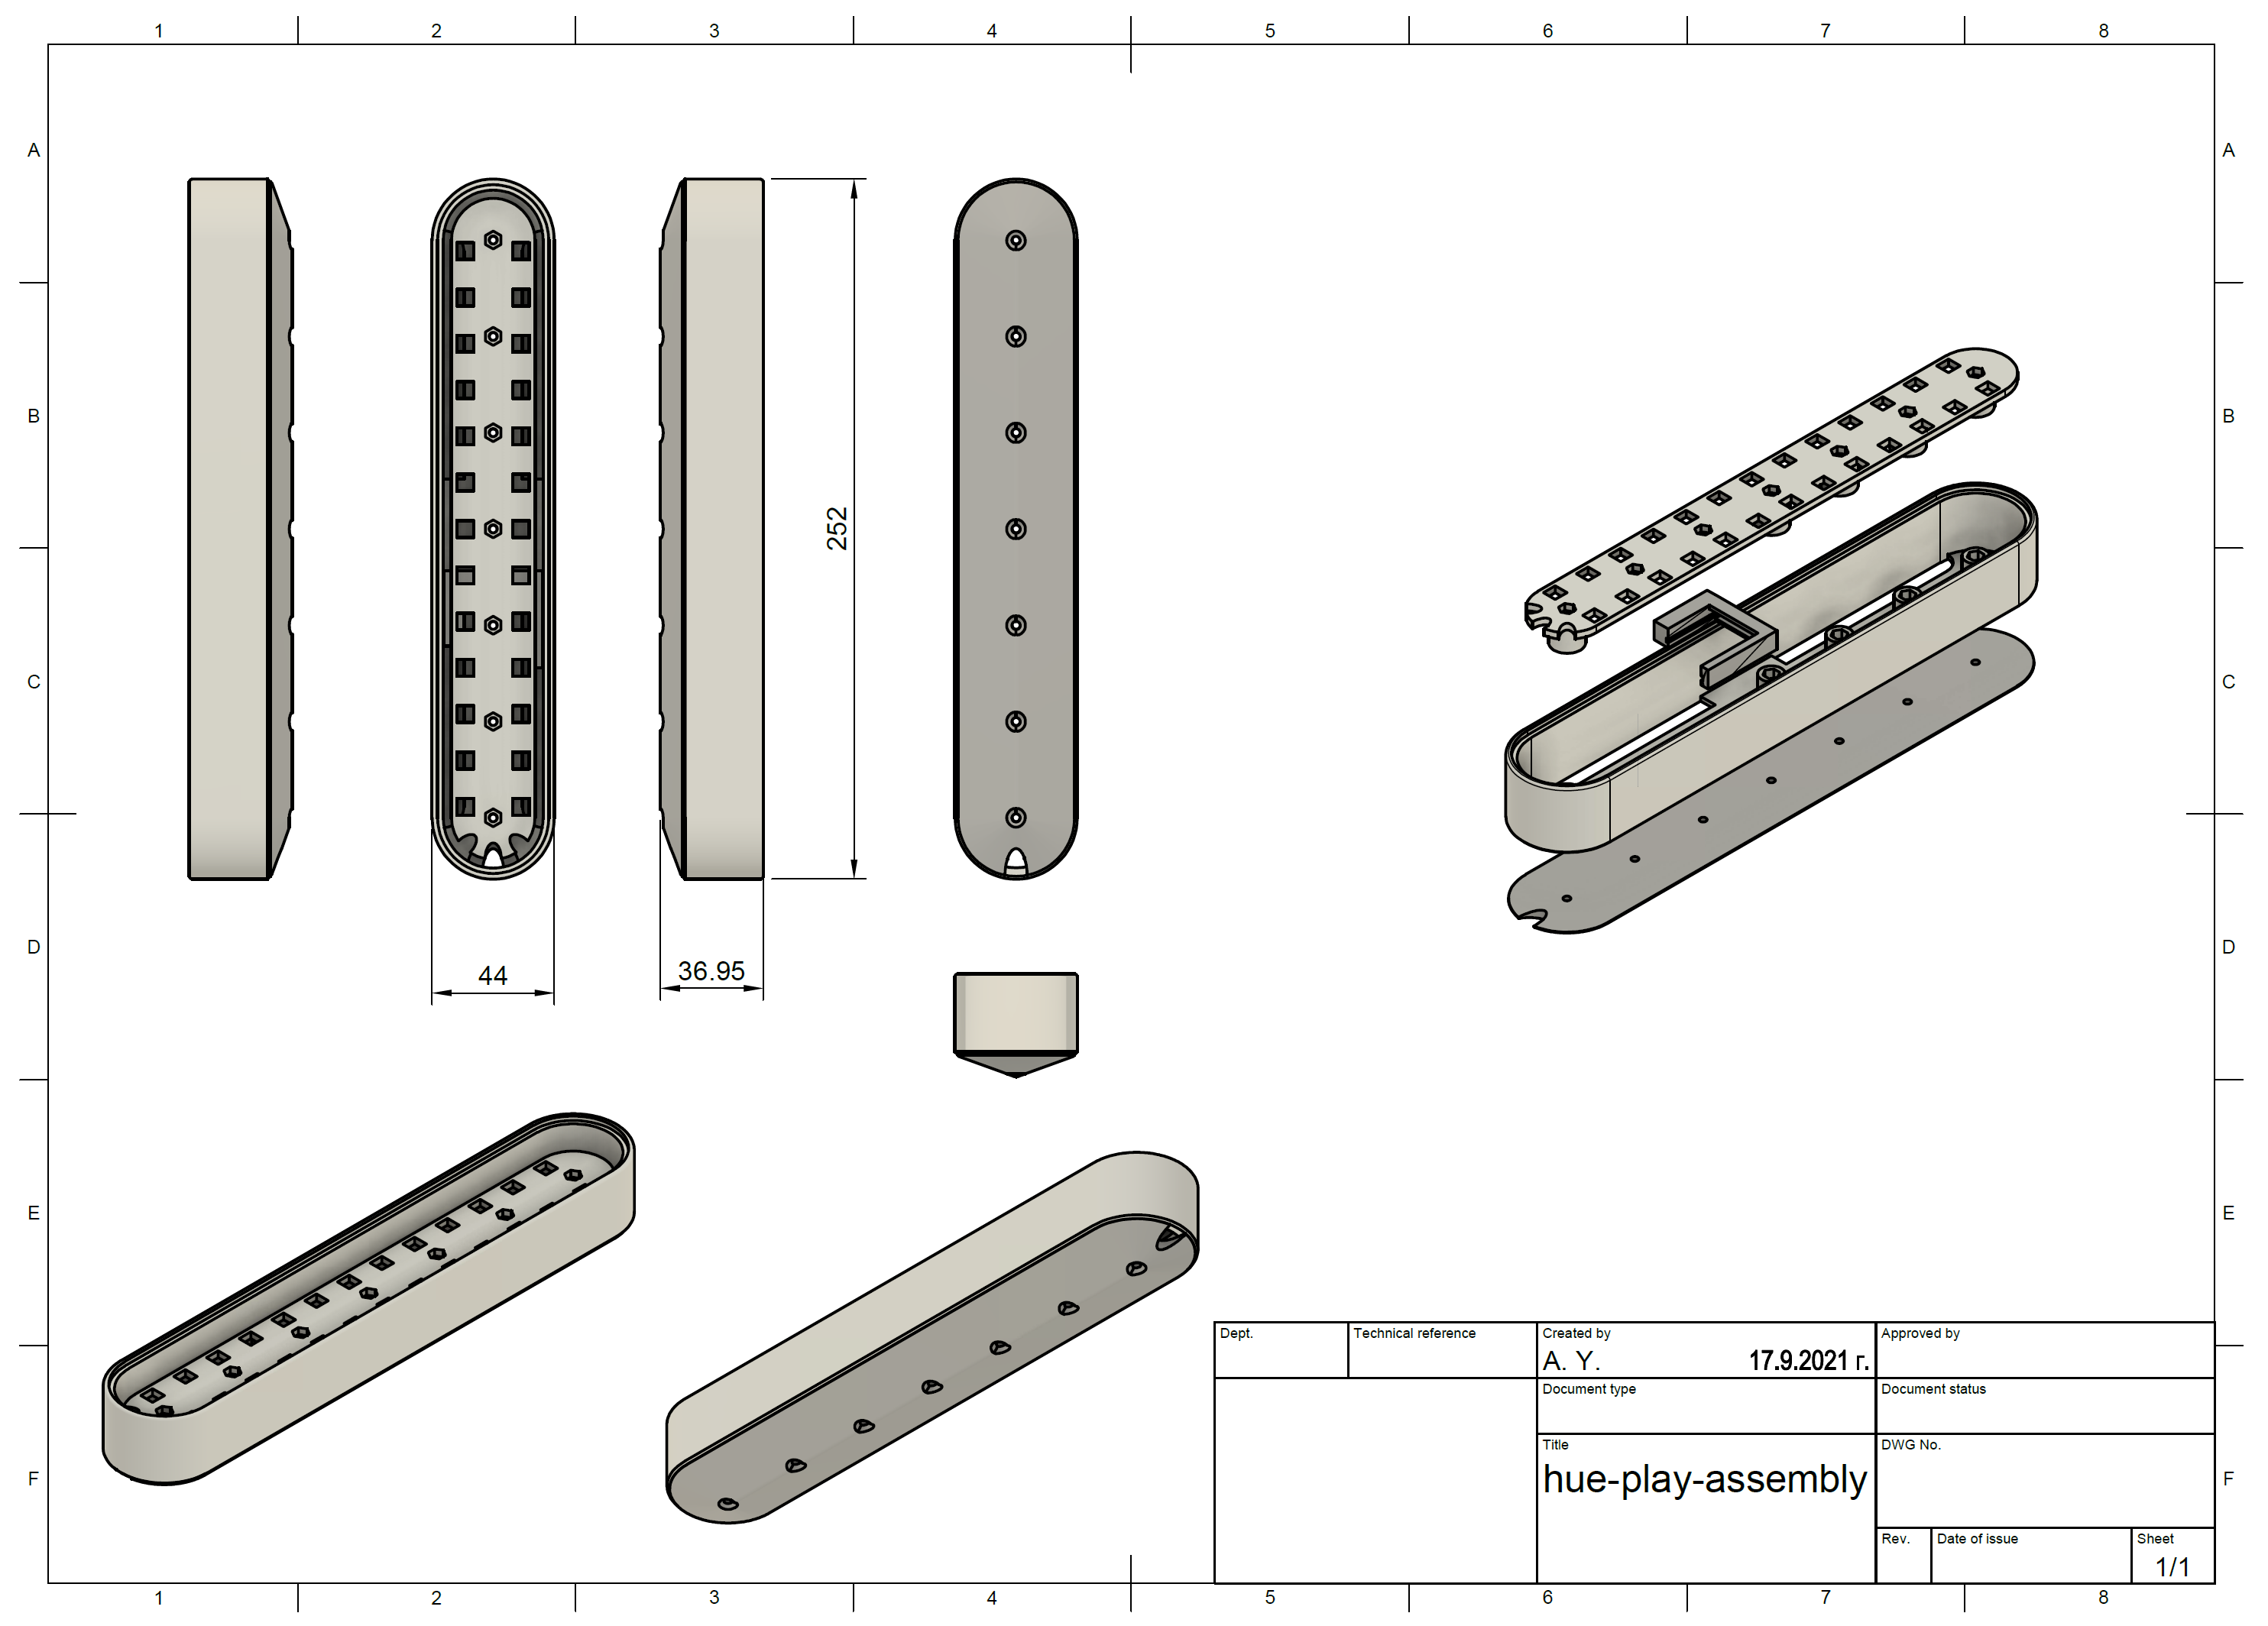 1 2 3 4 5 6 7 8
A A
B B
252
C C
D D
44 36.95
E E
Dept. Technical reference Created by Approved by
A. Y. 17.9.2021 г.
Document type Document status
Title DWG No.
hue-play-assembly
F F
Rev. Date of issue Sheet
1/1
1 2 3 4 5 6 7 8